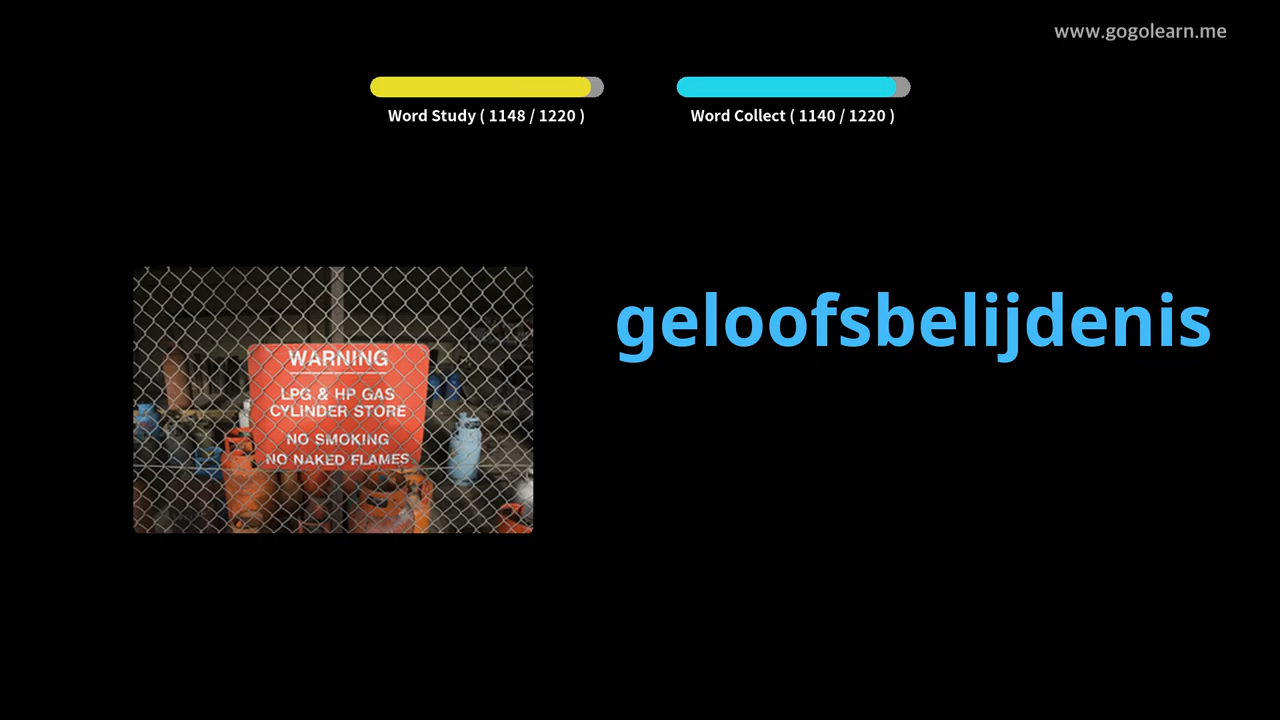 www.gogolearn.me
Word Study ( 1148 / 1220 )
Word Collect ( 1140 / 1220 )
geloofsbelijdenis
WARNING
LPG & HP GAS
CYLINDER STORE
NO SMOKING
NO NAKED FLAMES